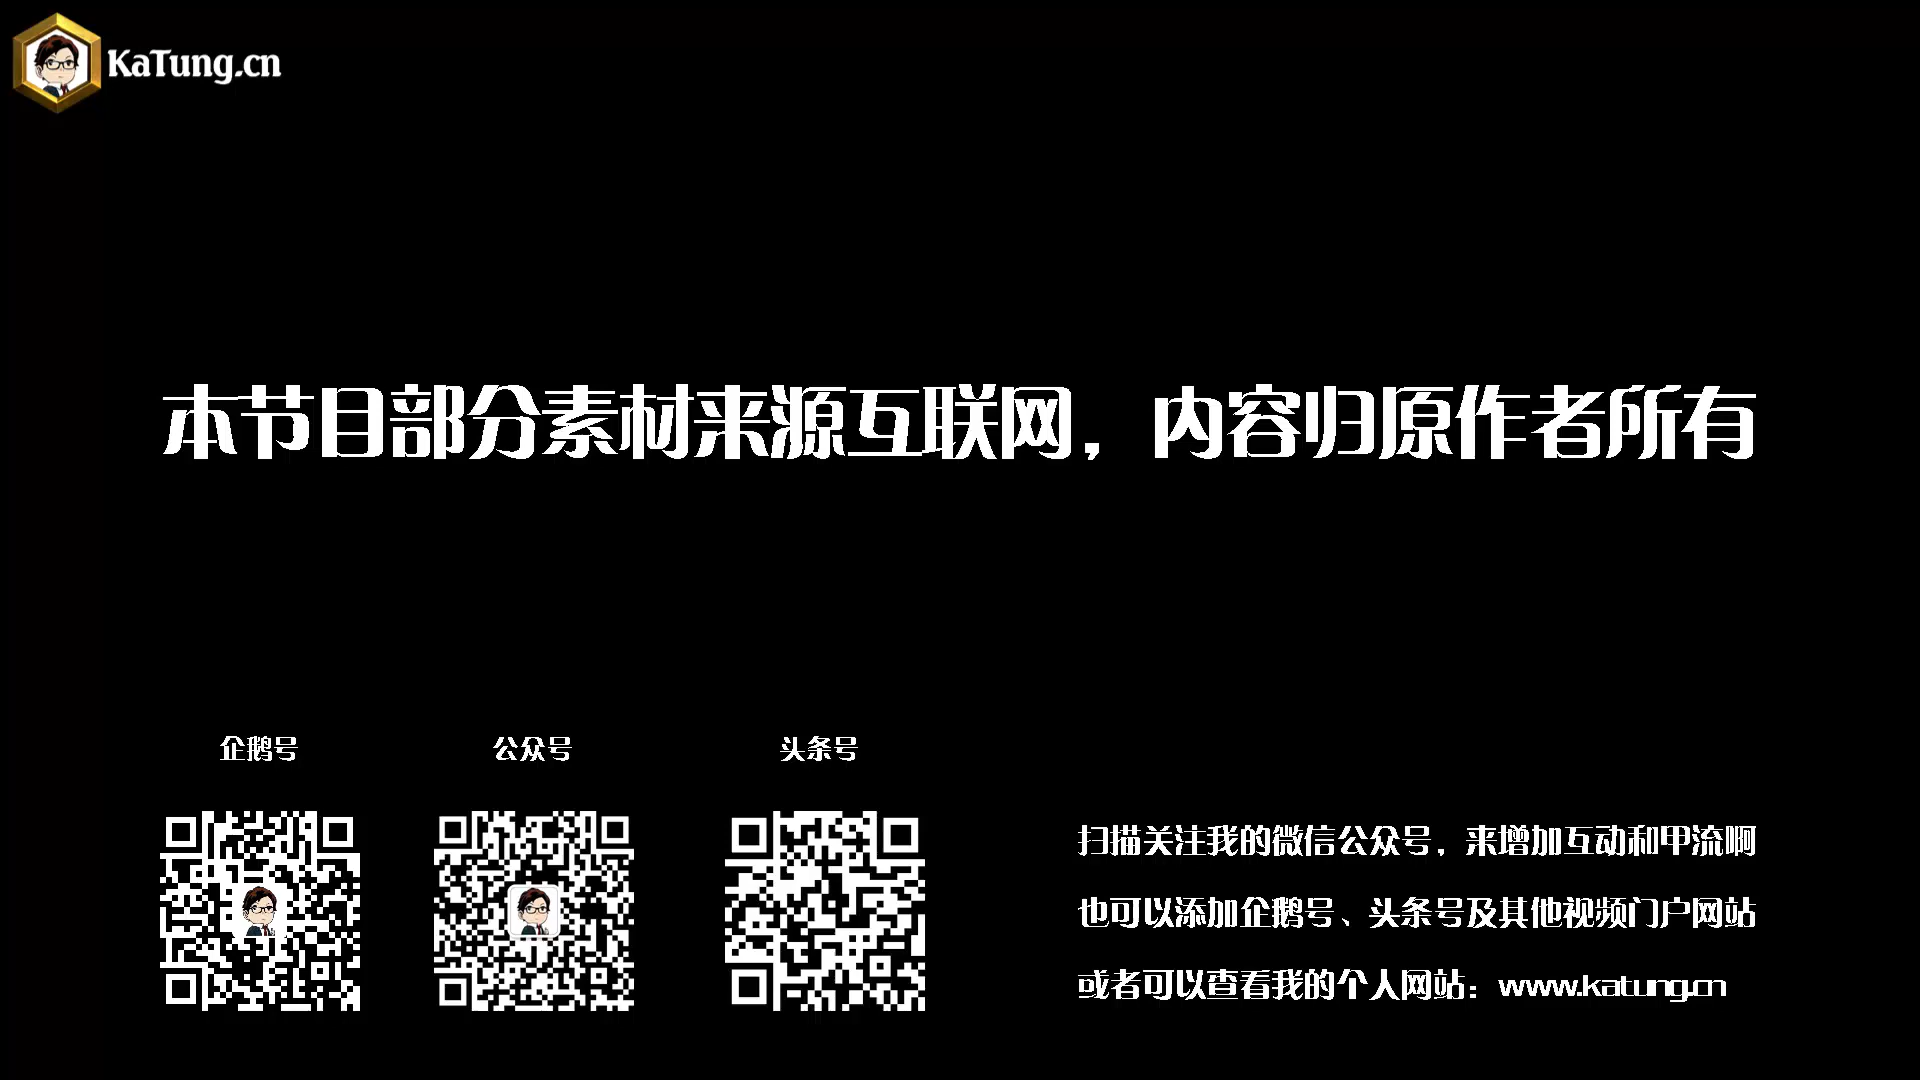 KaTung.cn
本节目部分素材来源互联网，内容归原作者所有
企鹅号
公众号
头条号
扫描关注我的微信公众号，来增加互动和甲流啊
也可以添加企鹅号、头条号及其他视频门户网站
或者可以查看我的个人网站：www.katung.cn